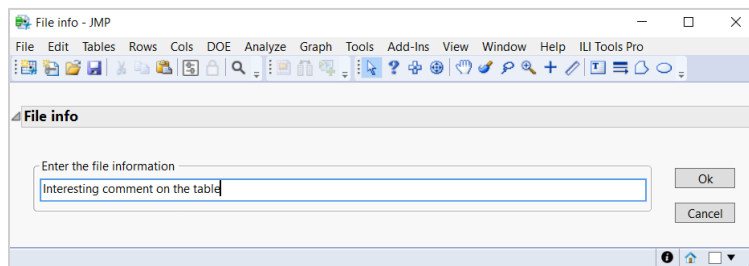 File info - JMP
File Edit Tables Rows Cols DOE Analyze Graph Tools Add-Ins View Window Help ILI Tools Pro
File info
Enter the file information
Interesting comment on the table
Ok
Cancel